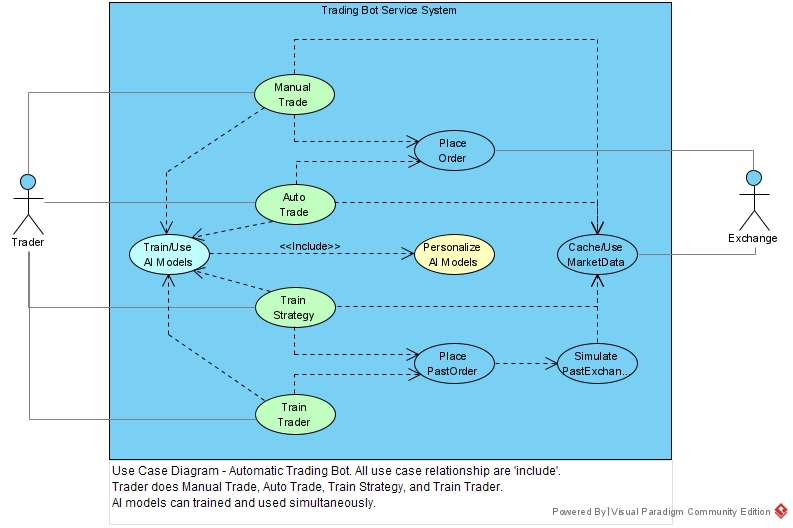 Trading Bot Service System
Manual
Trade
Place
Order
Auto
Trade
Trader
Exchange
Train/Use
AI Models
<<Include>>
Personalize
AI Models
Cache/Use
MarketData
Train
Strategy
Place
PastOrder
Simulate
PastExchan...
Train
Trader
Use Case Diagram - Automatic Trading Bot. All use case relationship are 'include'.
Trader does Manual Trade, Auto Trade, Train Strategy, and Train Trader.
AI models can trained and used simultaneously.
Powered By Visual Paradigm Community Edition